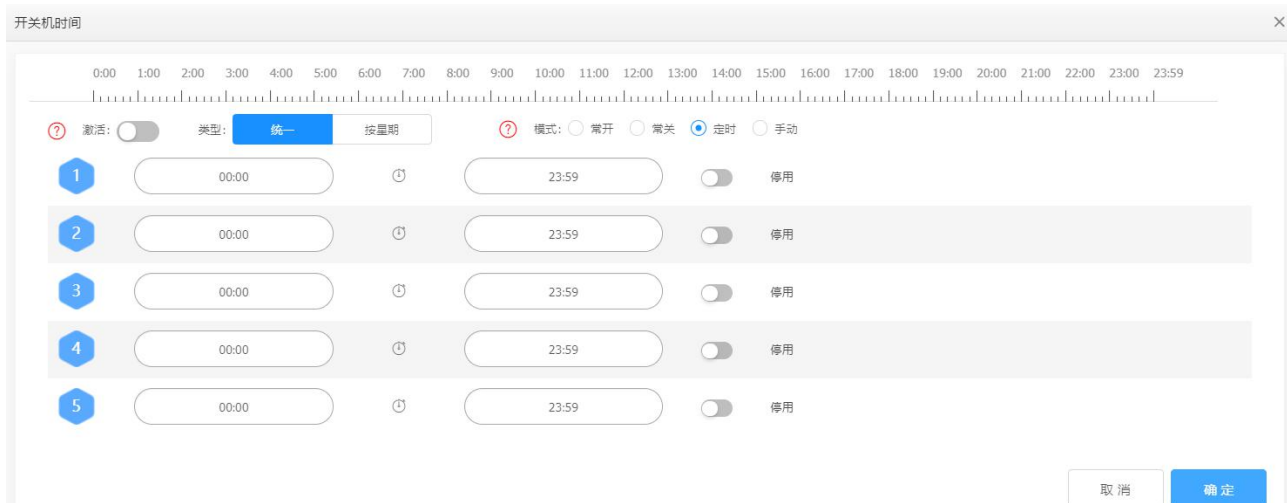 开关机时间
0:00 1:00 2:00 3:00 4:00 5:00 6:00 7:00 8:00 9:00 10:00 11:00 12:00 13:00 14:00 15:00 16:00 17:00 18:00 19:00 20:00 21:00 22:00 23:00 23:59
? 激活: 类型: 统一 按星期 ? 模式: 常开 常关 定时 手动
1 00:00 23:59 停用
2 00:00 23:59 停用
3 00:00 23:59 停用
4 00:00 23:59 停用
5 00:00 23:59 停用
取消 确定